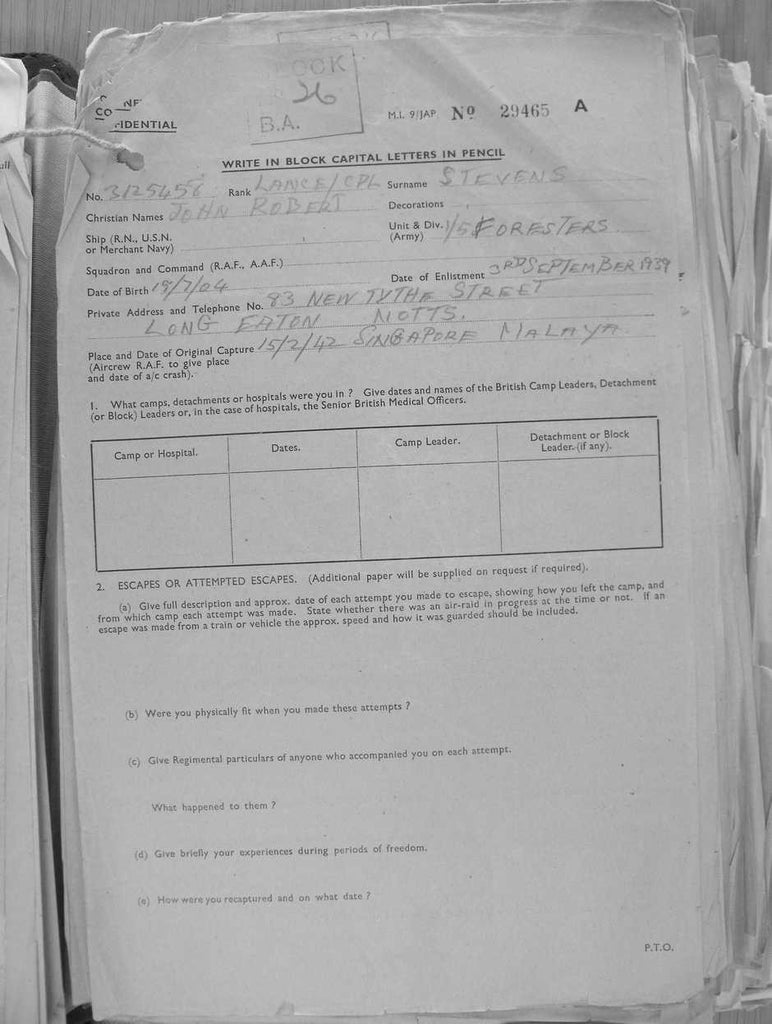 BOOK
26
B.A.
CONF
CO
FIDENTIAL
M.I. 9/JAP Nº 29465 A
WRITE IN BLOCK CAPITAL LETTERS IN PENCIL
No. Rank LANCE/CPL Surname STEVENS
Christian Names JOHN ROBERT Decorations
Ship (R.N., U.S.N.
or Merchant Navy)
Unit & Div. 1/5 FORESTERS
(Army)
Squadron and Command (R.A.F., A.A.F.)
Date of Birth 19/7/04 Date of Enlistment 3RD SEPTEMBER 1939
Private Address and Telephone No. 83 NEW TYTHE STREET
LONG EATON NOTTS.
Place and Date of Original Capture 15/2/42 SINGAPORE MALAYA
(Aircrew R.A.F. to give place
and date of a/c crash).
1. What camps, detachments or hospitals were you in ? Give dates and names of the British Camp Leaders, Detachment
(or Block) Leaders or, in the case of hospitals, the Senior British Medical Officers.
Camp or Hospital. Dates. Camp Leader. Detachment or Block
Leader. (if any).
2. ESCAPES OR ATTEMPTED ESCAPES. (Additional paper will be supplied on request if required).
(a) Give full description and approx. date of each attempt you made to escape, showing how you left the camp, and
from which camp each attempt was made. State whether there was an air-raid in progress at the time or not. If an
escape was made from a train or vehicle the approx. speed and how it was guarded should be included.
(b) Were you physically fit when you made these attempts ?
(c) Give Regimental particulars of anyone who accompanied you on each attempt.
What happened to them ?
(d) Give briefly your experiences during periods of freedom.
(e) How were you recaptured and on what date ?
P.T.O.